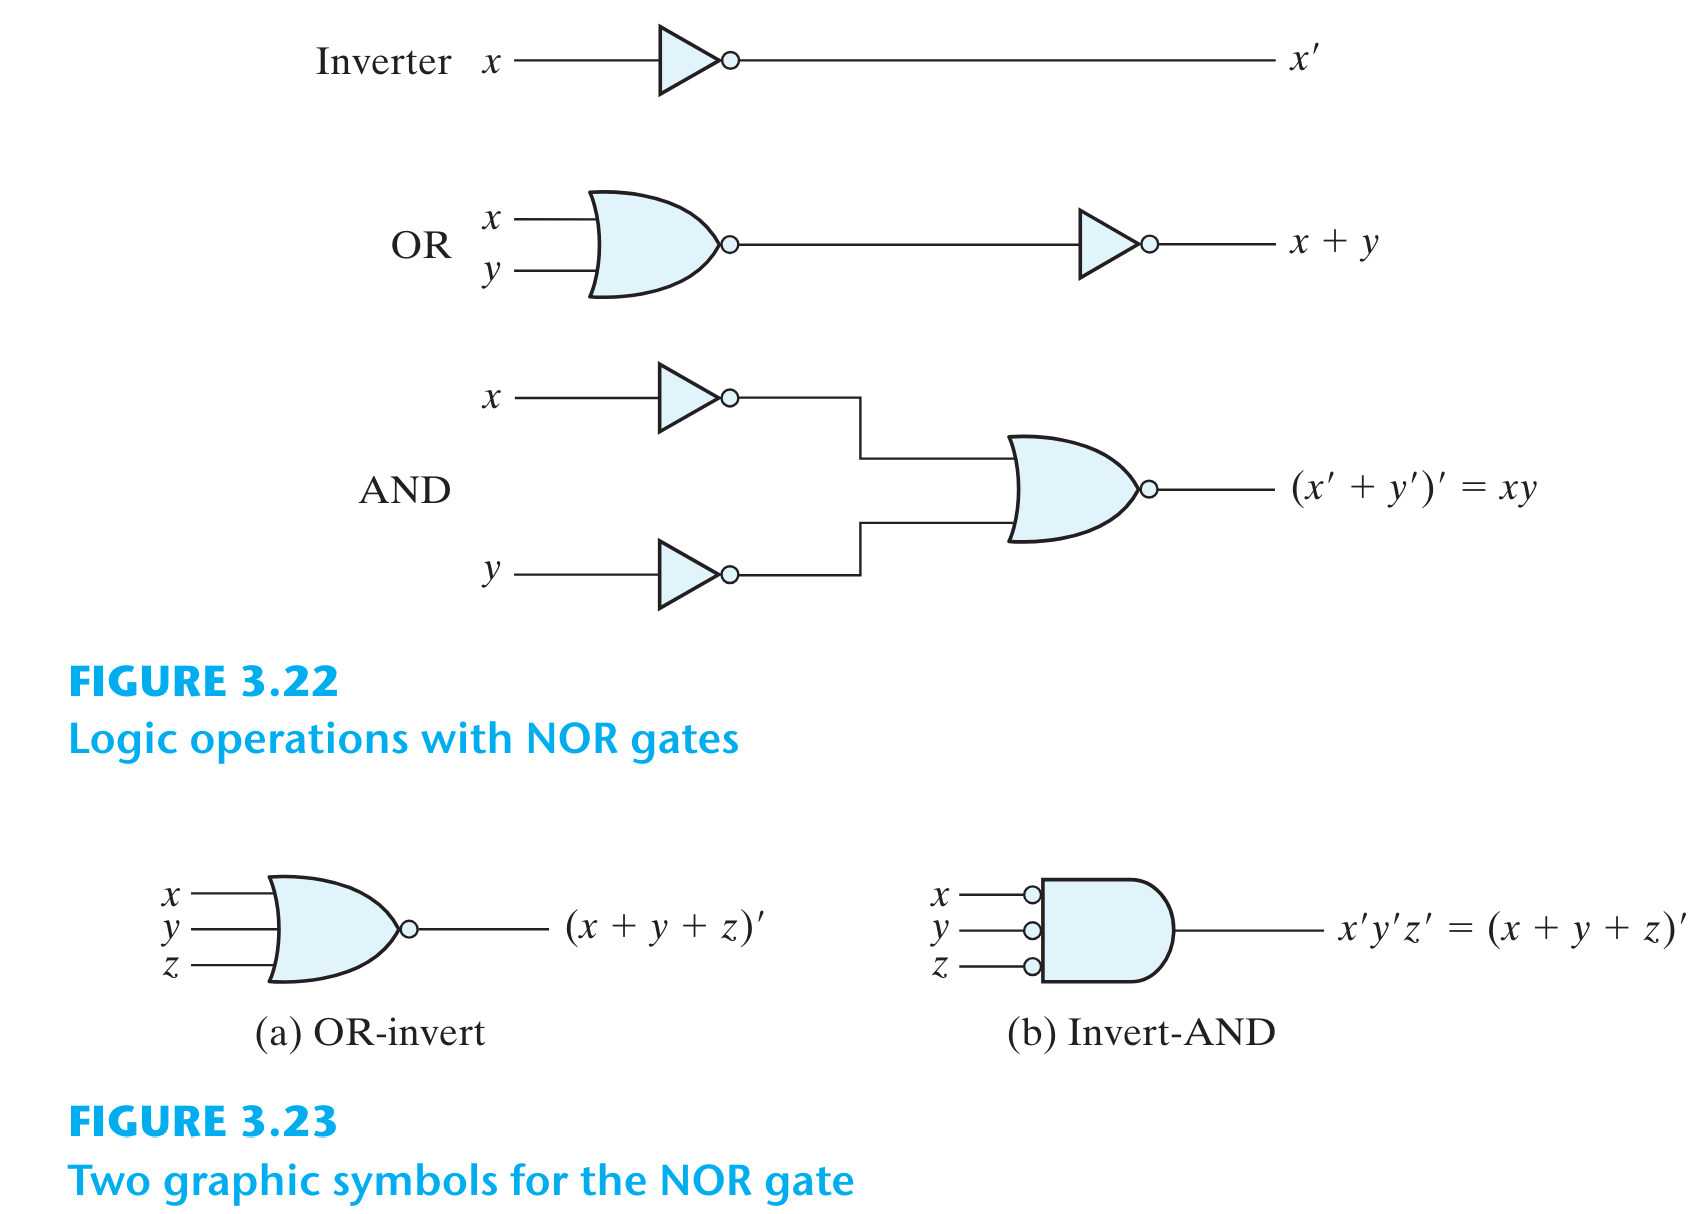 Inverter x x′
OR x y x + y
AND x y (x′ + y′)′ = xy
FIGURE 3.22
Logic operations with NOR gates
x
y
z
(x + y + z)′
(a) OR-invert
x
y
z
x′y′z′ = (x + y + z)′
(b) Invert-AND
FIGURE 3.23
Two graphic symbols for the NOR gate